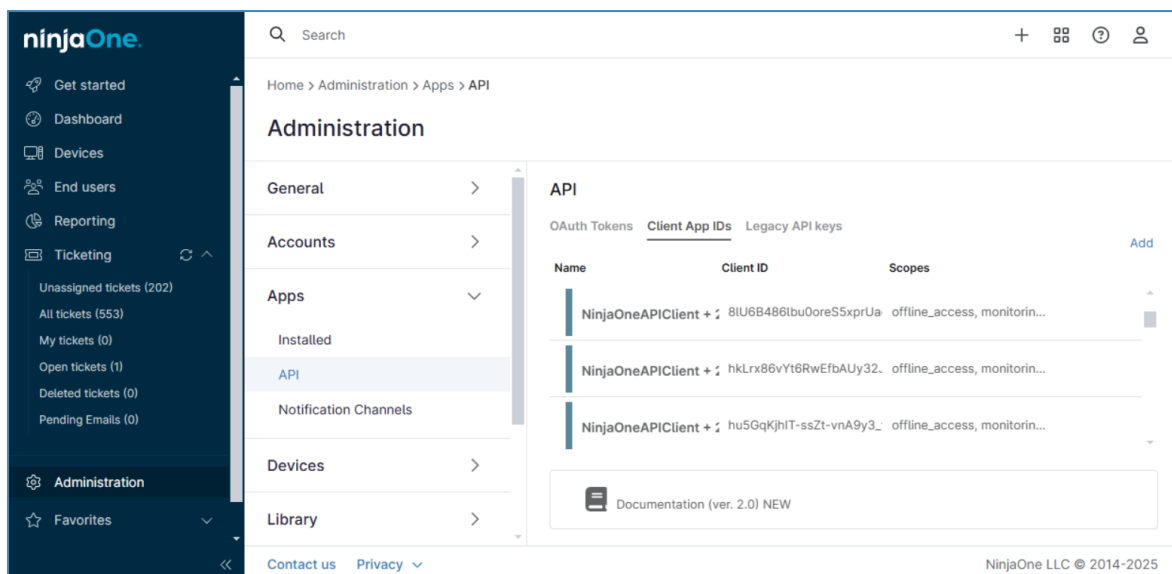 ninjaOne.
Search
Get started
Dashboard
Devices
End users
Reporting
Ticketing
Unassigned tickets (202)
All tickets (553)
My tickets (0)
Open tickets (1)
Deleted tickets (0)
Pending Emails (0)
Administration
Favorites
Home > Administration > Apps > API
Administration
General
Accounts
Apps
Installed
API
Notification Channels
Devices
Library
API
OAuth Tokens Client App IDs Legacy API keys
Add
Name Client ID Scopes
NinjaOneAPIClient + offline_access, monitorin...
NinjaOneAPIClient + offline_access, monitorin...
NinjaOneAPIClient + offline_access, monitorin...
Documentation (ver. 2.0) NEW
Contact us Privacy
NinjaOne LLC © 2014-2025